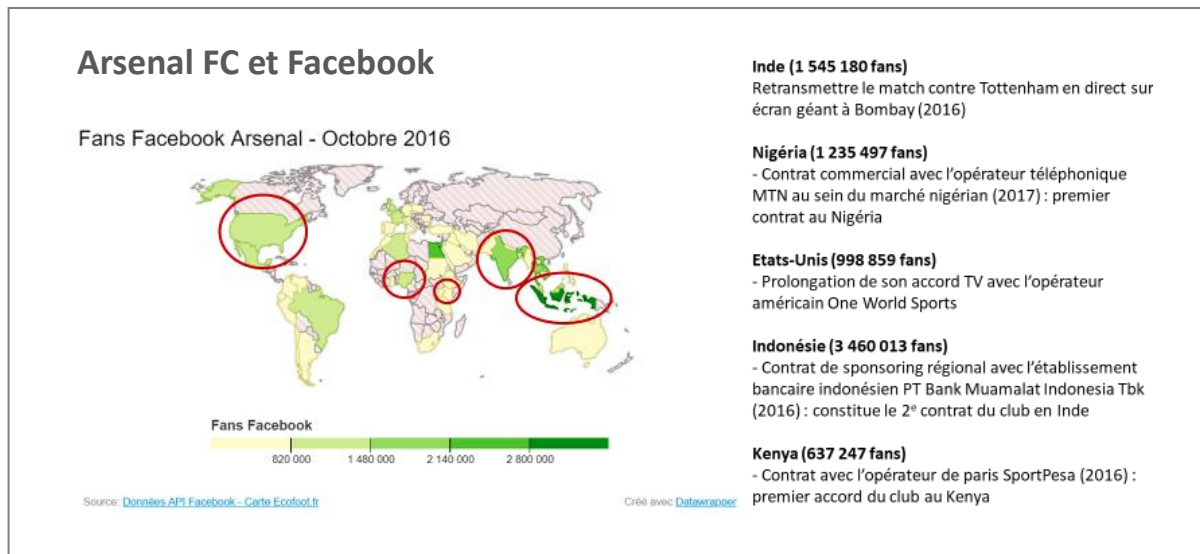 Arsenal FC et Facebook
Fans Facebook Arsenal - Octobre 2016
Fans Facebook
820 000 1 480 000 2 140 000 2 800 000
Source: Données API Facebook - Carte Ecofoot.fr
Créé avec Datawrapper
Inde (1 545 180 fans)
Retransmettre le match contre Tottenham en direct sur
écran géant à Bombay (2016)
Nigéria (1 235 497 fans)
- Contrat commercial avec l'opérateur téléphonique
MTN au sein du marché nigérian (2017) : premier
contrat au Nigéria
Etats-Unis (998 859 fans)
- Prolongation de son accord TV avec l'opérateur
américain One World Sports
Indonésie (3 460 013 fans)
- Contrat de sponsoring régional avec l'établissement
bancaire indonésien PT Bank Muamalat Indonesia Tbk
(2016) : constitue le 2e contrat du club en Inde
Kenya (637 247 fans)
- Contrat avec l'opérateur de paris SportPesa (2016) :
premier accord du club au Kenya